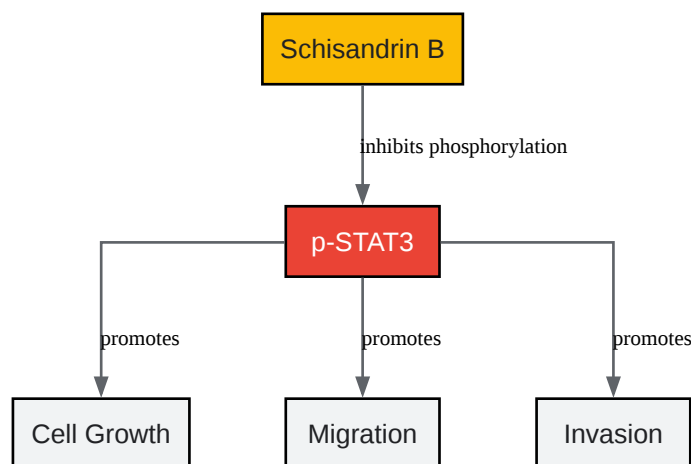 Schisandrin B
inhibits phosphorylation
p-STAT3
promotes
promotes
promotes
Cell Growth
Migration
Invasion